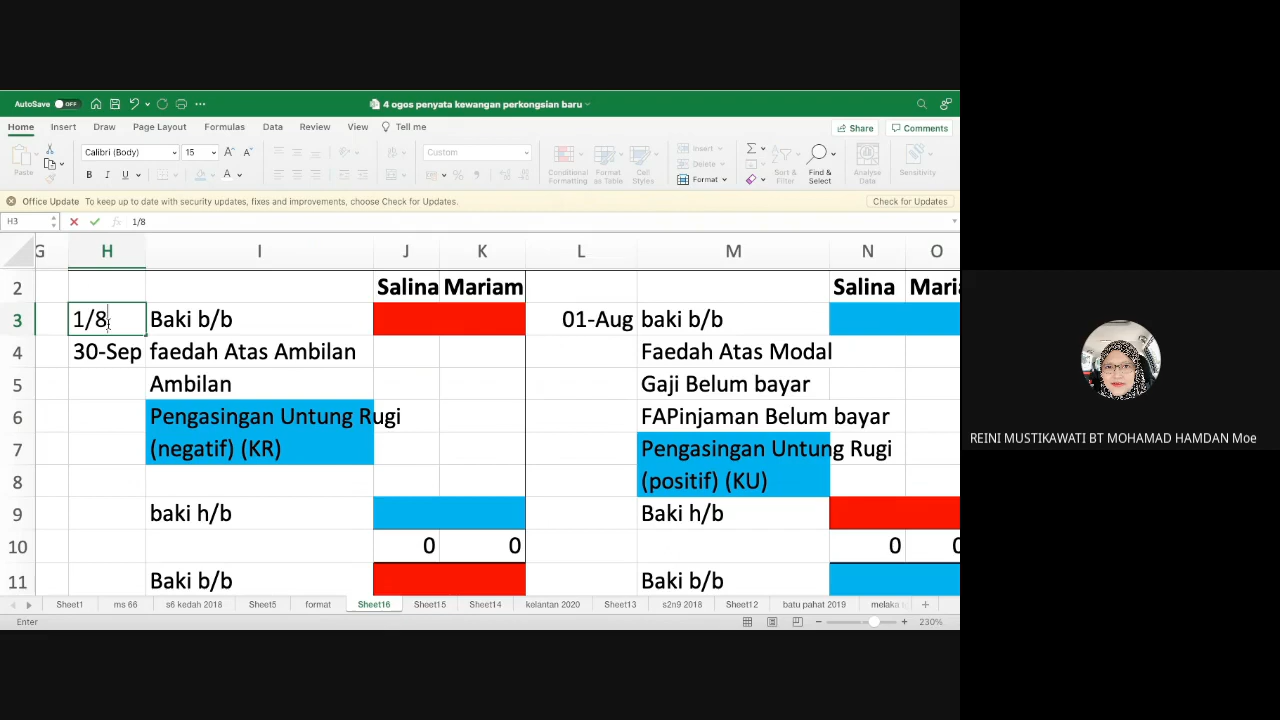 AutoSave OFF
4 ogos penyata kewangan perkongsian baru
Home Insert Draw Page Layout Formulas Data Review View Tell me
Share Comments
Paste
Calibri (Body) 15
Custom
Conditional Formatting
Format as Table
Cell Styles
Insert
Delete
Format
Sort & Filter
Find & Select
Analyse Data
Sensitivity
Office Update To keep up to date with security updates, fixes and improvements, choose Check for Updates.
Check for Updates
H3 fx 1/8
G H I J K L M N O
2 Salina Mariam Salina Maria
3 1/8 Baki b/b 01-Aug baki b/b
4 30-Sep faedah Atas Ambilan Faedah Atas Modal
5 Ambilan Gaji Belum bayar
6 Pengasingan Untung Rugi FAPinjaman Belum bayar
7 (negatif) (KR) Pengasingan Untung Rugi
8 (positif) (KU)
9 baki h/b Baki h/b
10 0 0 0 0
11 Baki b/b Baki b/b
Sheet1 ms 66 s6 kedah 2018 Sheet5 format Sheet16 Sheet15 Sheet14 kelantan 2020 Sheet13 s2n9 2018 Sheet12 batu pahat 2019 melaka
Enter
230%
REINI MUSTIKAWATI BT MOHAMAD HAMDAN Moe